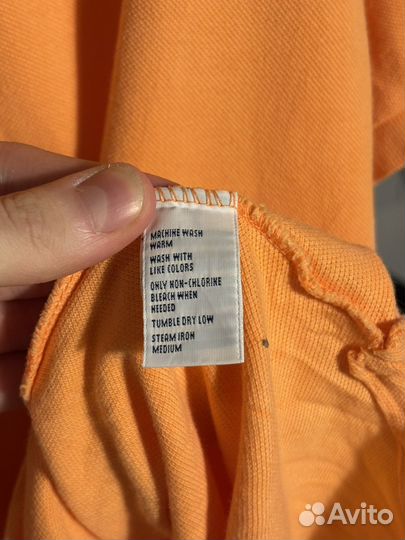 MACHINE WASH
WARM
WASH WITH
LIKE COLORS
ONLY NON-CHLORINE
BLEACH WHEN
NEEDED
TUMBLE DRY LOW
STEAM IRON
MEDIUM
Avito